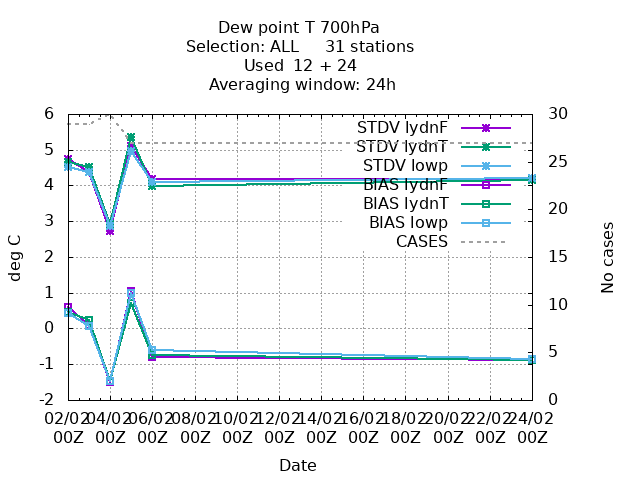 Dew point T 700hPa
Selection: ALL     31 stations
Used  12 + 24
Averaging window: 24h
6 30
STDV lydnF
STDV lydnT
5 25
STDV lowp
BIAS lydnF
4
BIAS lydnT
20
BIAS lowp
3
CASES
deg C
2 15
No cases
1 10
0
5
-1
-2 0
02/02 04/02 06/02 08/02 10/02 12/02 14/02 16/02 18/02 20/02 22/02 24/02
00Z 00Z 00Z 00Z 00Z 00Z 00Z 00Z 00Z 00Z 00Z 00Z
Date